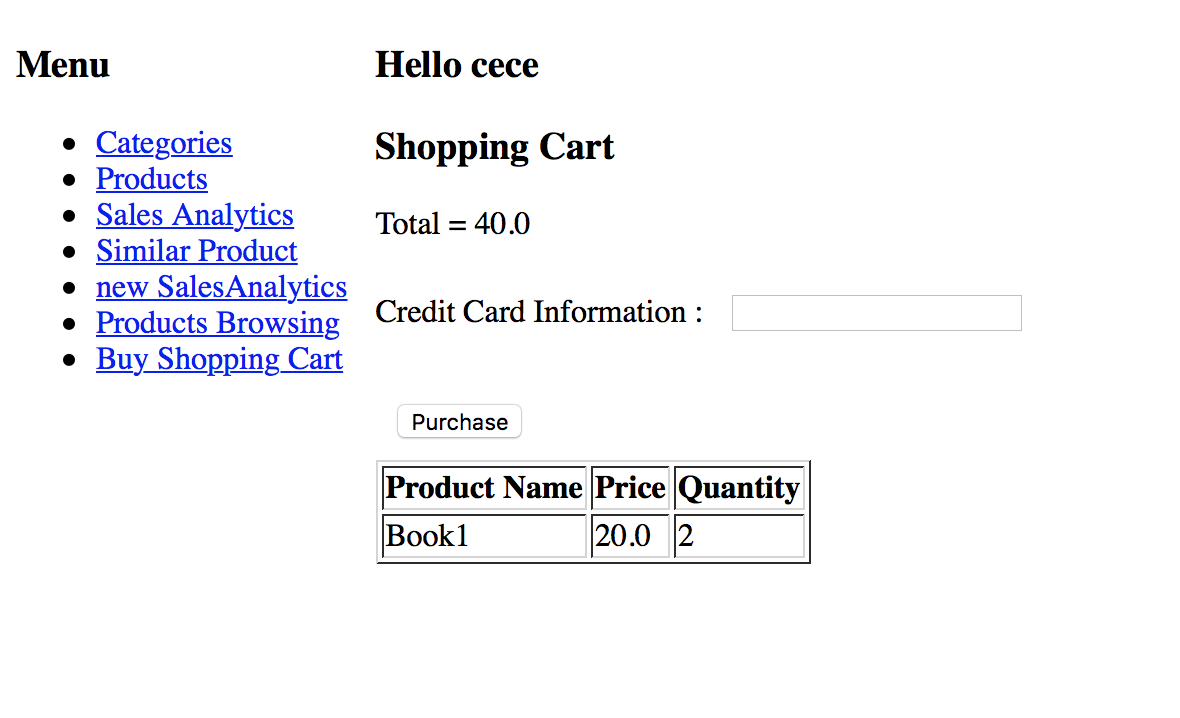 Menu
Categories
Products
Sales Analytics
Similar Product
new SalesAnalytics
Products Browsing
Buy Shopping Cart
Hello cece
Shopping Cart
Total = 40.0
Credit Card Information :
Purchase
Product Name Price Quantity
Book1 20.0 2